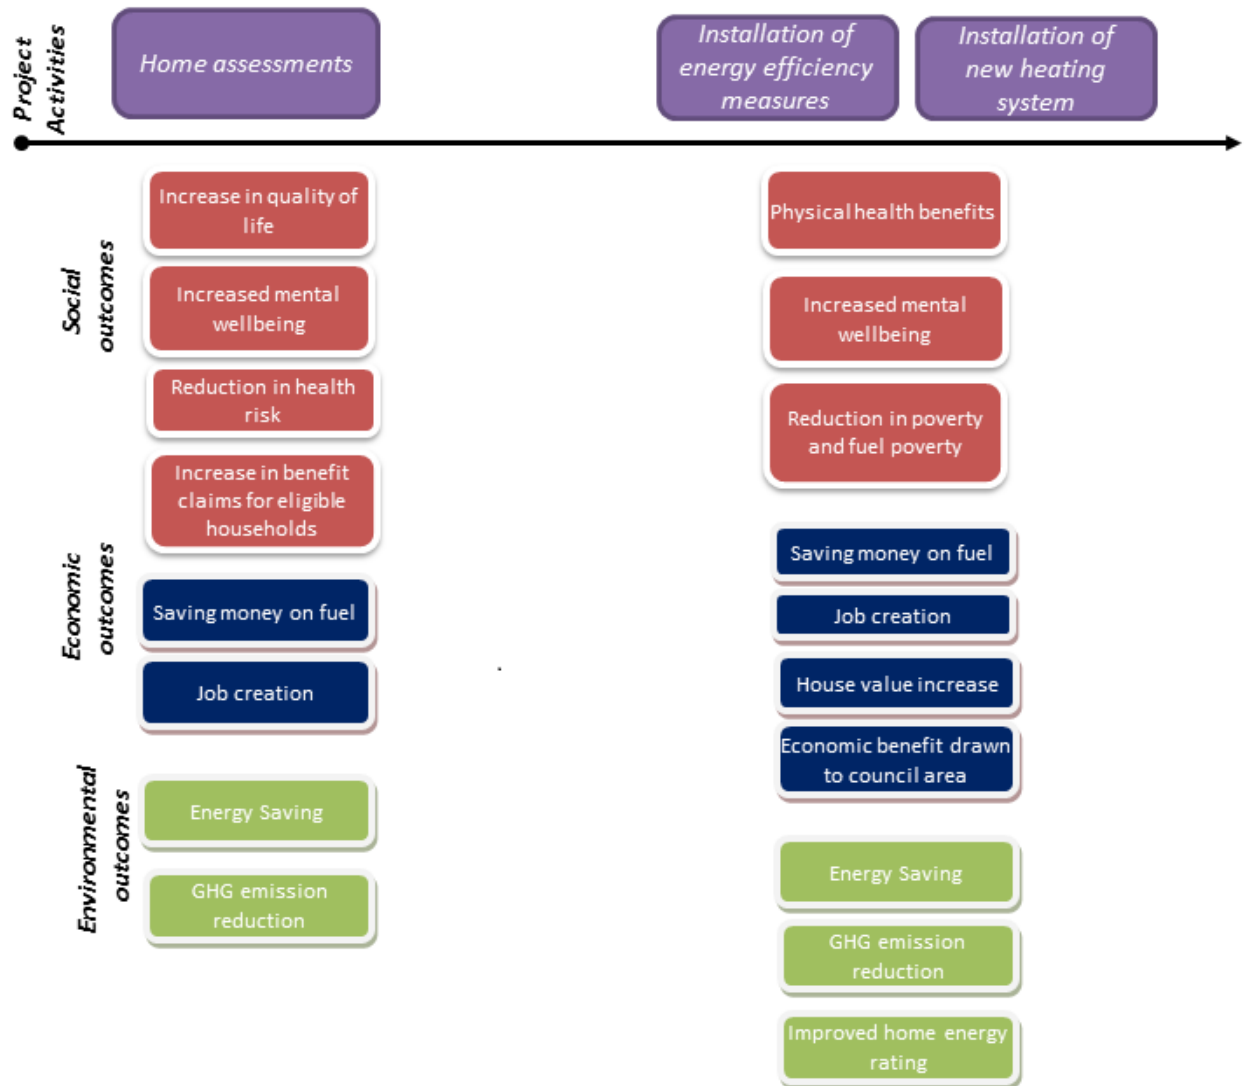 Project
Activities
Home assessments
Installation of
energy efficiency
measures
Installation of
new heating
system
Social
outcomes
Increase in quality of
life
Increased mental
wellbeing
Reduction in health
risk
Increase in benefit
claims for eligible
households
Physical health benefits
Increased mental
wellbeing
Reduction in poverty
and fuel poverty
Economic
outcomes
Saving money on fuel
Job creation
Saving money on fuel
Job creation
House value increase
Economic benefit drawn
to council area
Environmental
outcomes
Energy Saving
GHG emission
reduction
Energy Saving
GHG emission
reduction
Improved home energy
rating